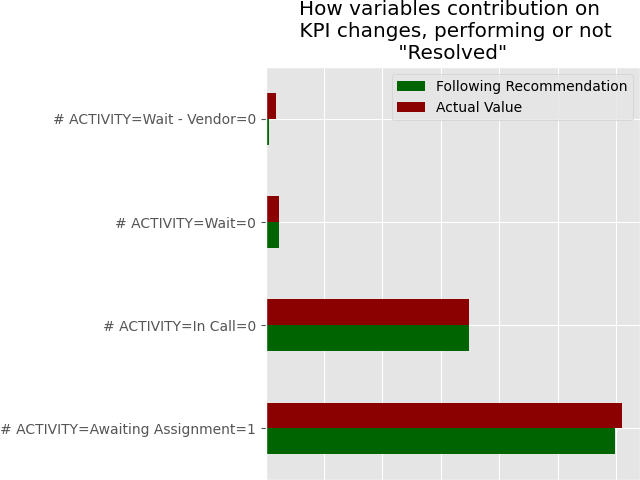 How variables contribution on
KPI changes, performing or not
"Resolved"
Following Recommendation
Actual Value
# ACTIVITY=Wait - Vendor=0
# ACTIVITY=Wait=0
# ACTIVITY=In Call=0
# ACTIVITY=Awaiting Assignment=1